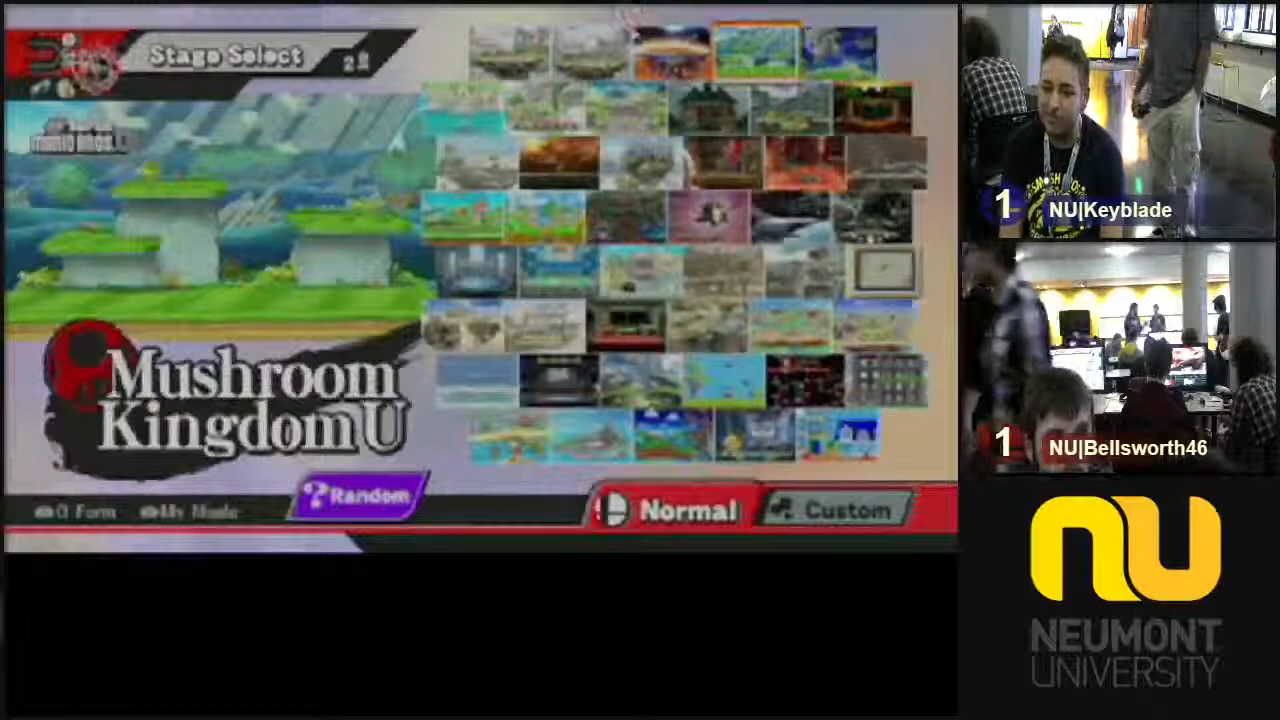 Stage Select
Mushroom
Kingdom U
Random
Normal
Custom
1 NU|Keyblade
1 NU|Bellsworth46
NU
NEUMONT
UNIVERSITY